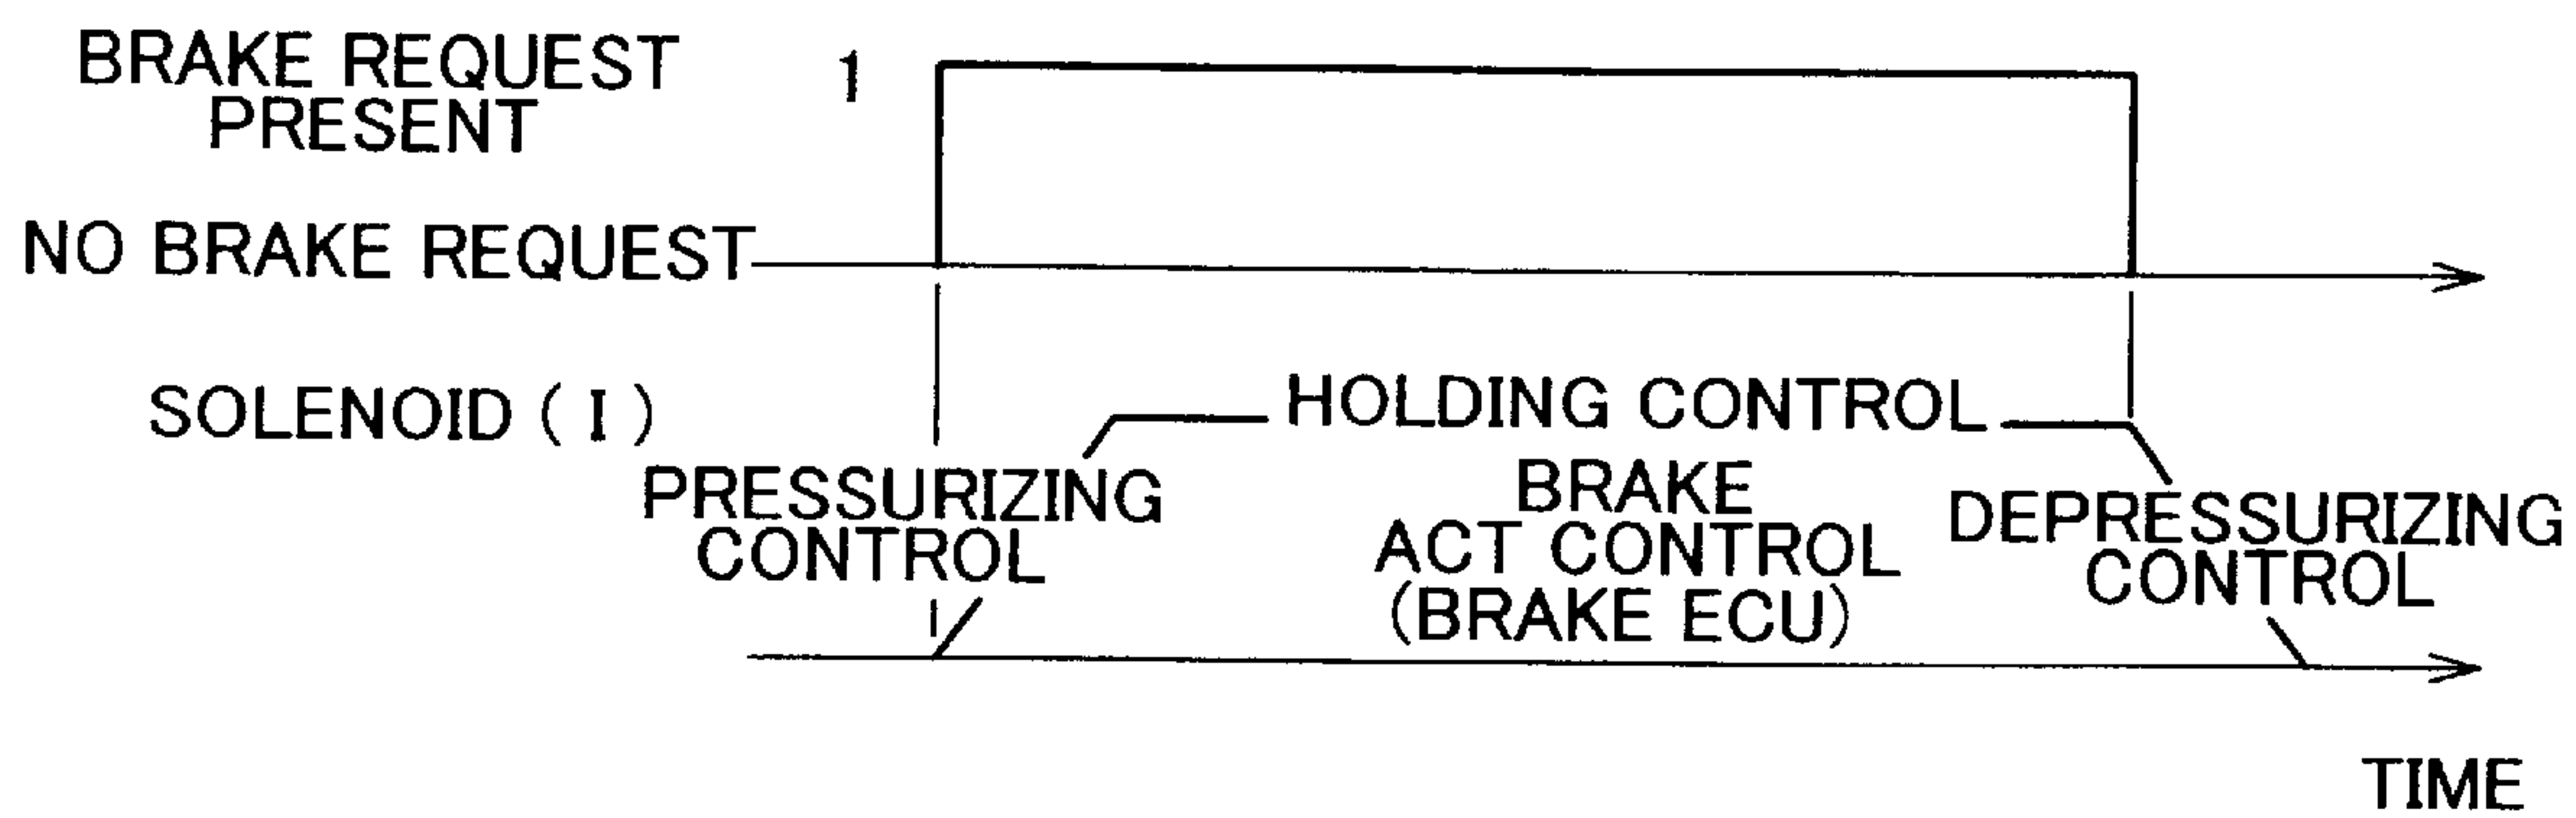 BRAKE REQUEST
PRESENT
1
NO BRAKE REQUEST
SOLENOID ( I )
HOLDING CONTROL
PRESSURIZING
CONTROL
BRAKE
ACT CONTROL
(BRAKE ECU)
DEPRESSURIZING
CONTROL
TIME